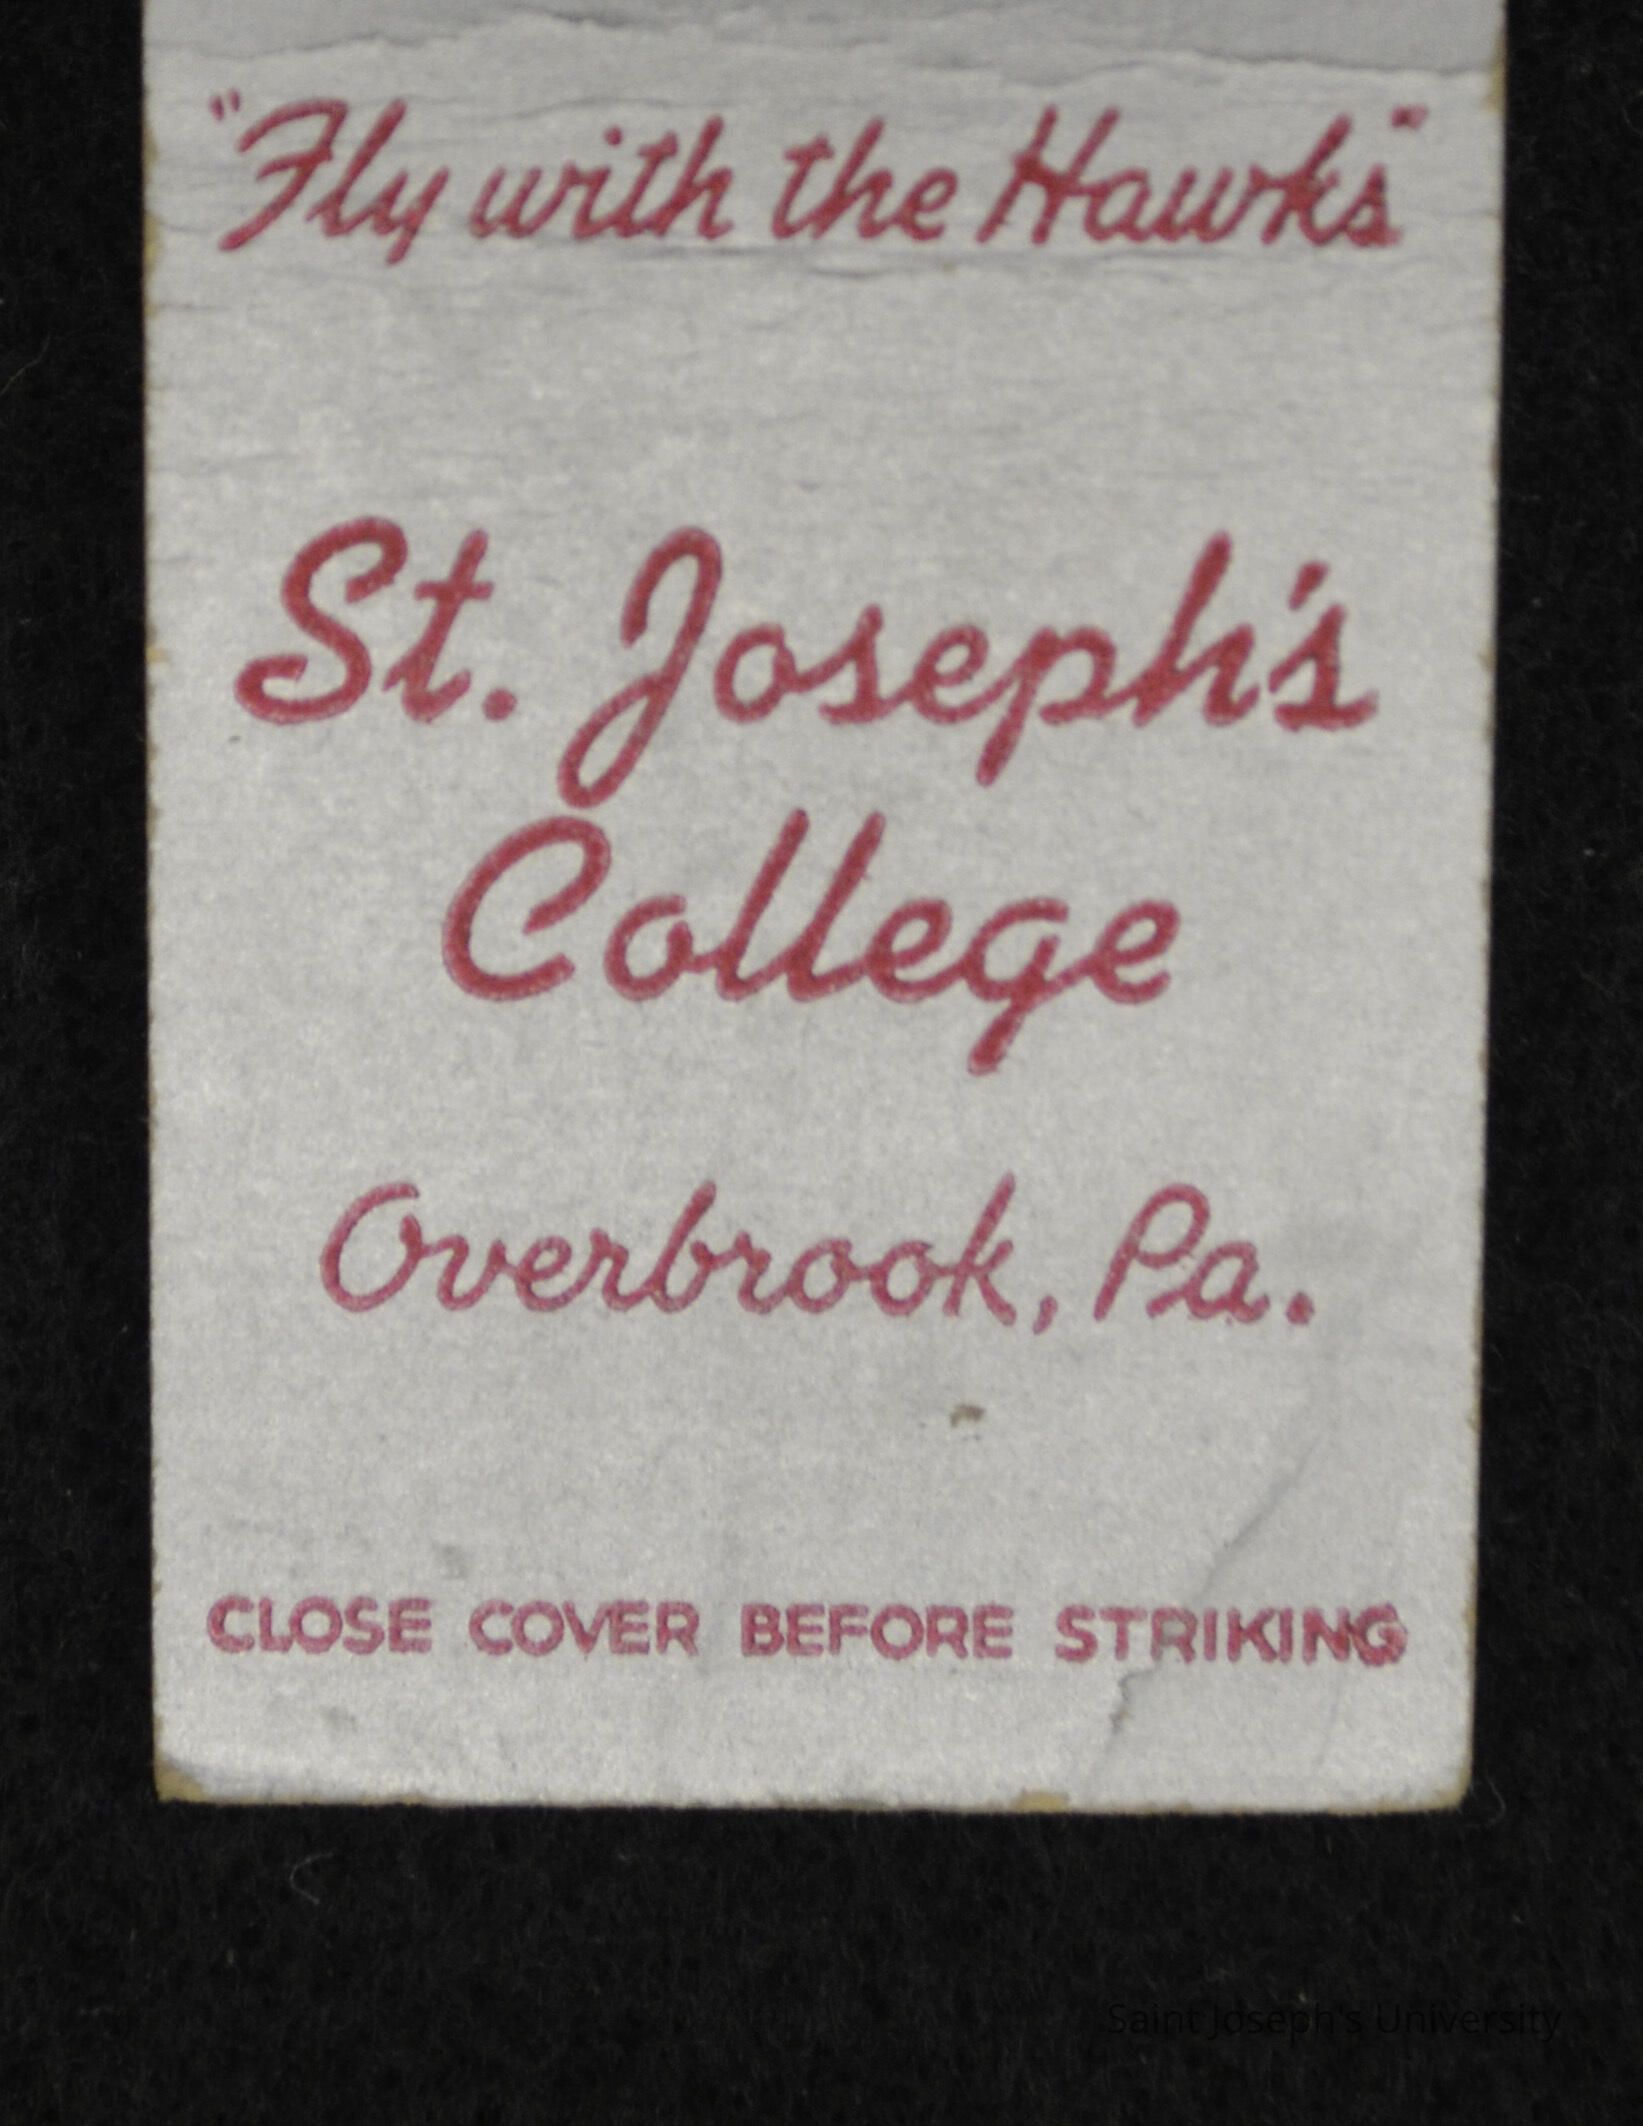 "Fly with the Hawks"
St. Joseph's
College
Overbrook, Pa.
CLOSE COVER BEFORE STRIKING
Saint Joseph's University